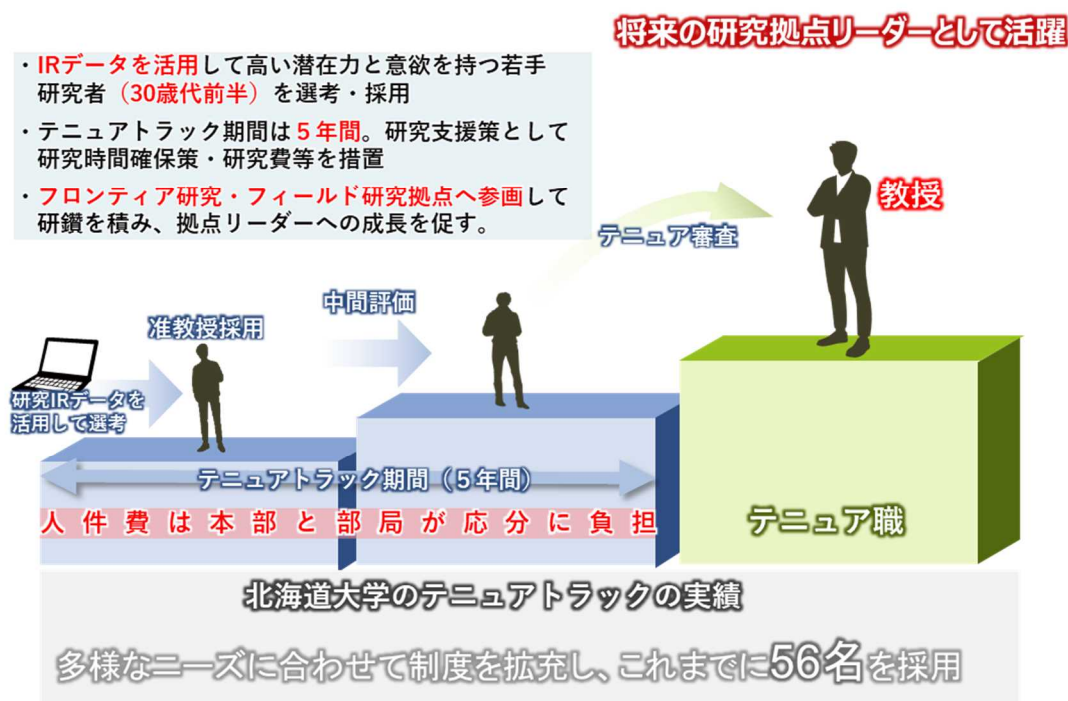 将来の研究拠点リーダーとして活躍
・IRデータを活用して高い潜在力と意欲を持つ若手
研究者（30歳代前半）を選考・採用
・テニュアトラック期間は５年間。研究支援策として
研究時間確保策・研究費等を措置
・フロンティア研究・フィールド研究拠点へ参画して
研鑽を積み、拠点リーダーへの成長を促す。
教授
テニュア審査
中間評価
准教授採用
研究IRデータを
活用して選考
テニュアトラック期間（５年間）
人件費は本部と部局が応分に負担
テニュア職
北海道大学のテニュアトラックの実績
多様なニーズに合わせて制度を拡充し、これまでに56名を採用